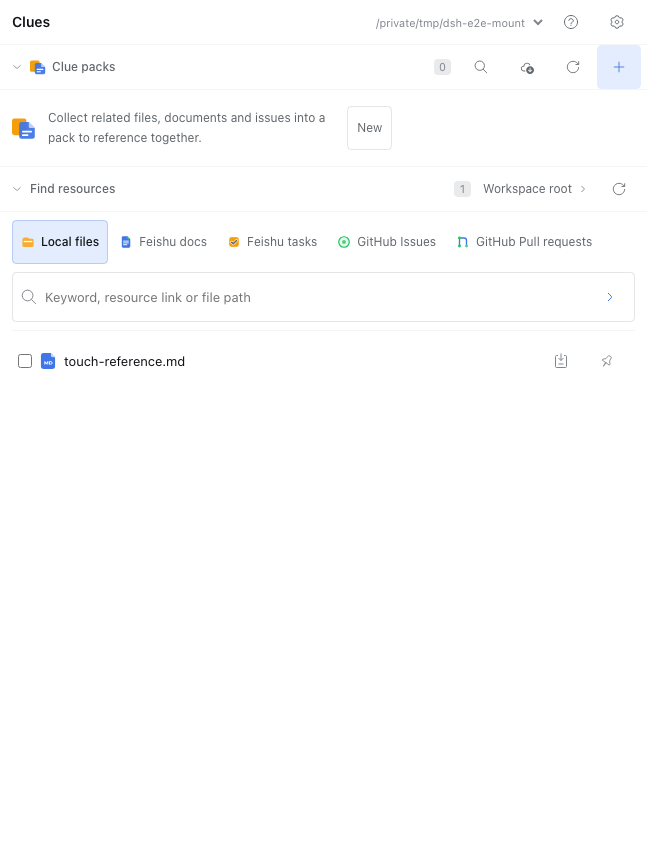 Clues
/private/tmp/dsh-e2e-mount
Clue packs
0
Collect related files, documents and issues into a
pack to reference together.
New
Find resources
1
Workspace root
Local files
Feishu docs
Feishu tasks
GitHub Issues
GitHub Pull requests
Keyword, resource link or file path
MD
touch-reference.md